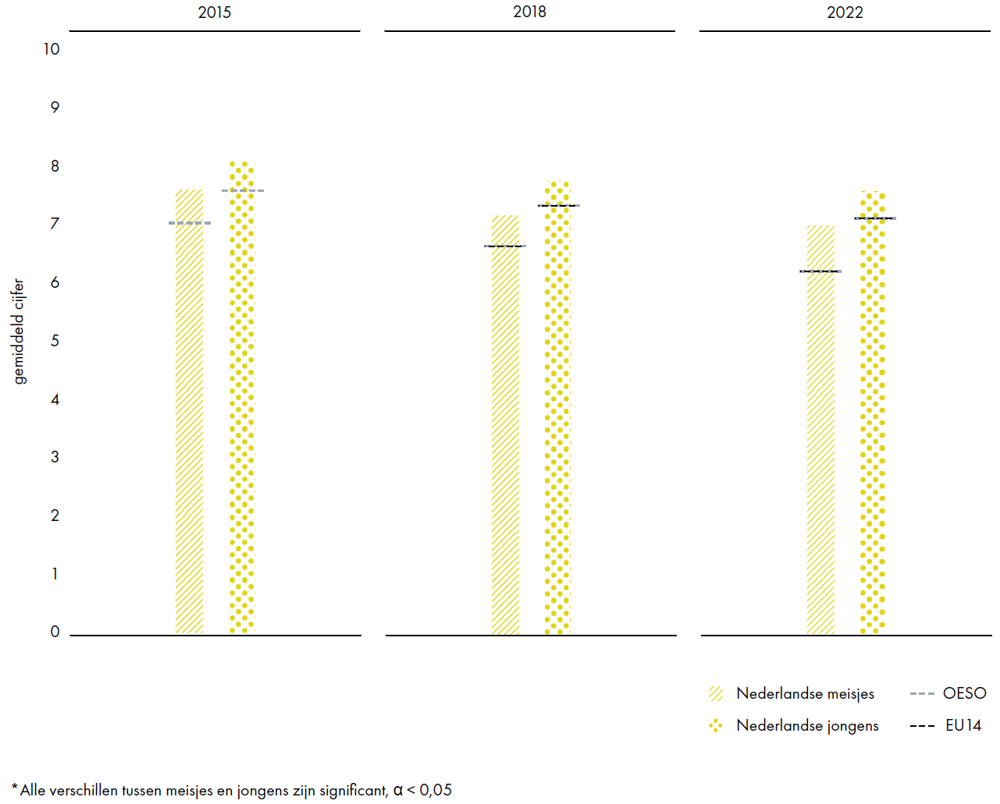 2015 2018 2022
10
9
8
7
6
5
4
3
2
1
0
gemiddeld cijfer
Nederlandse meisjes OESO
Nederlandse jongens EU14
*Alle verschillen tussen meisjes en jongens zijn significant, α < 0,05